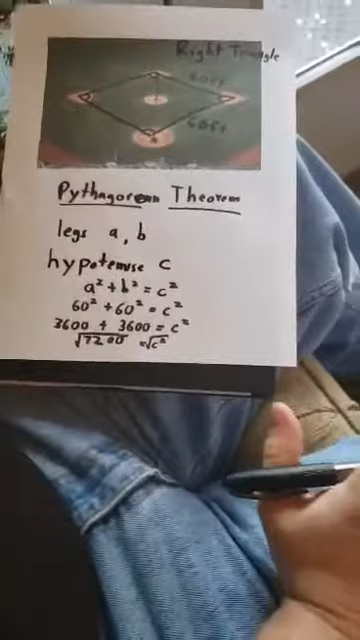 Right Triangle
60ft
60ft
Pythagorean Theorem
legs a, b
hypotenuse c
a² + b² = c²
60² + 60² = c²
3600 + 3600 = c²
√7200 = √c²